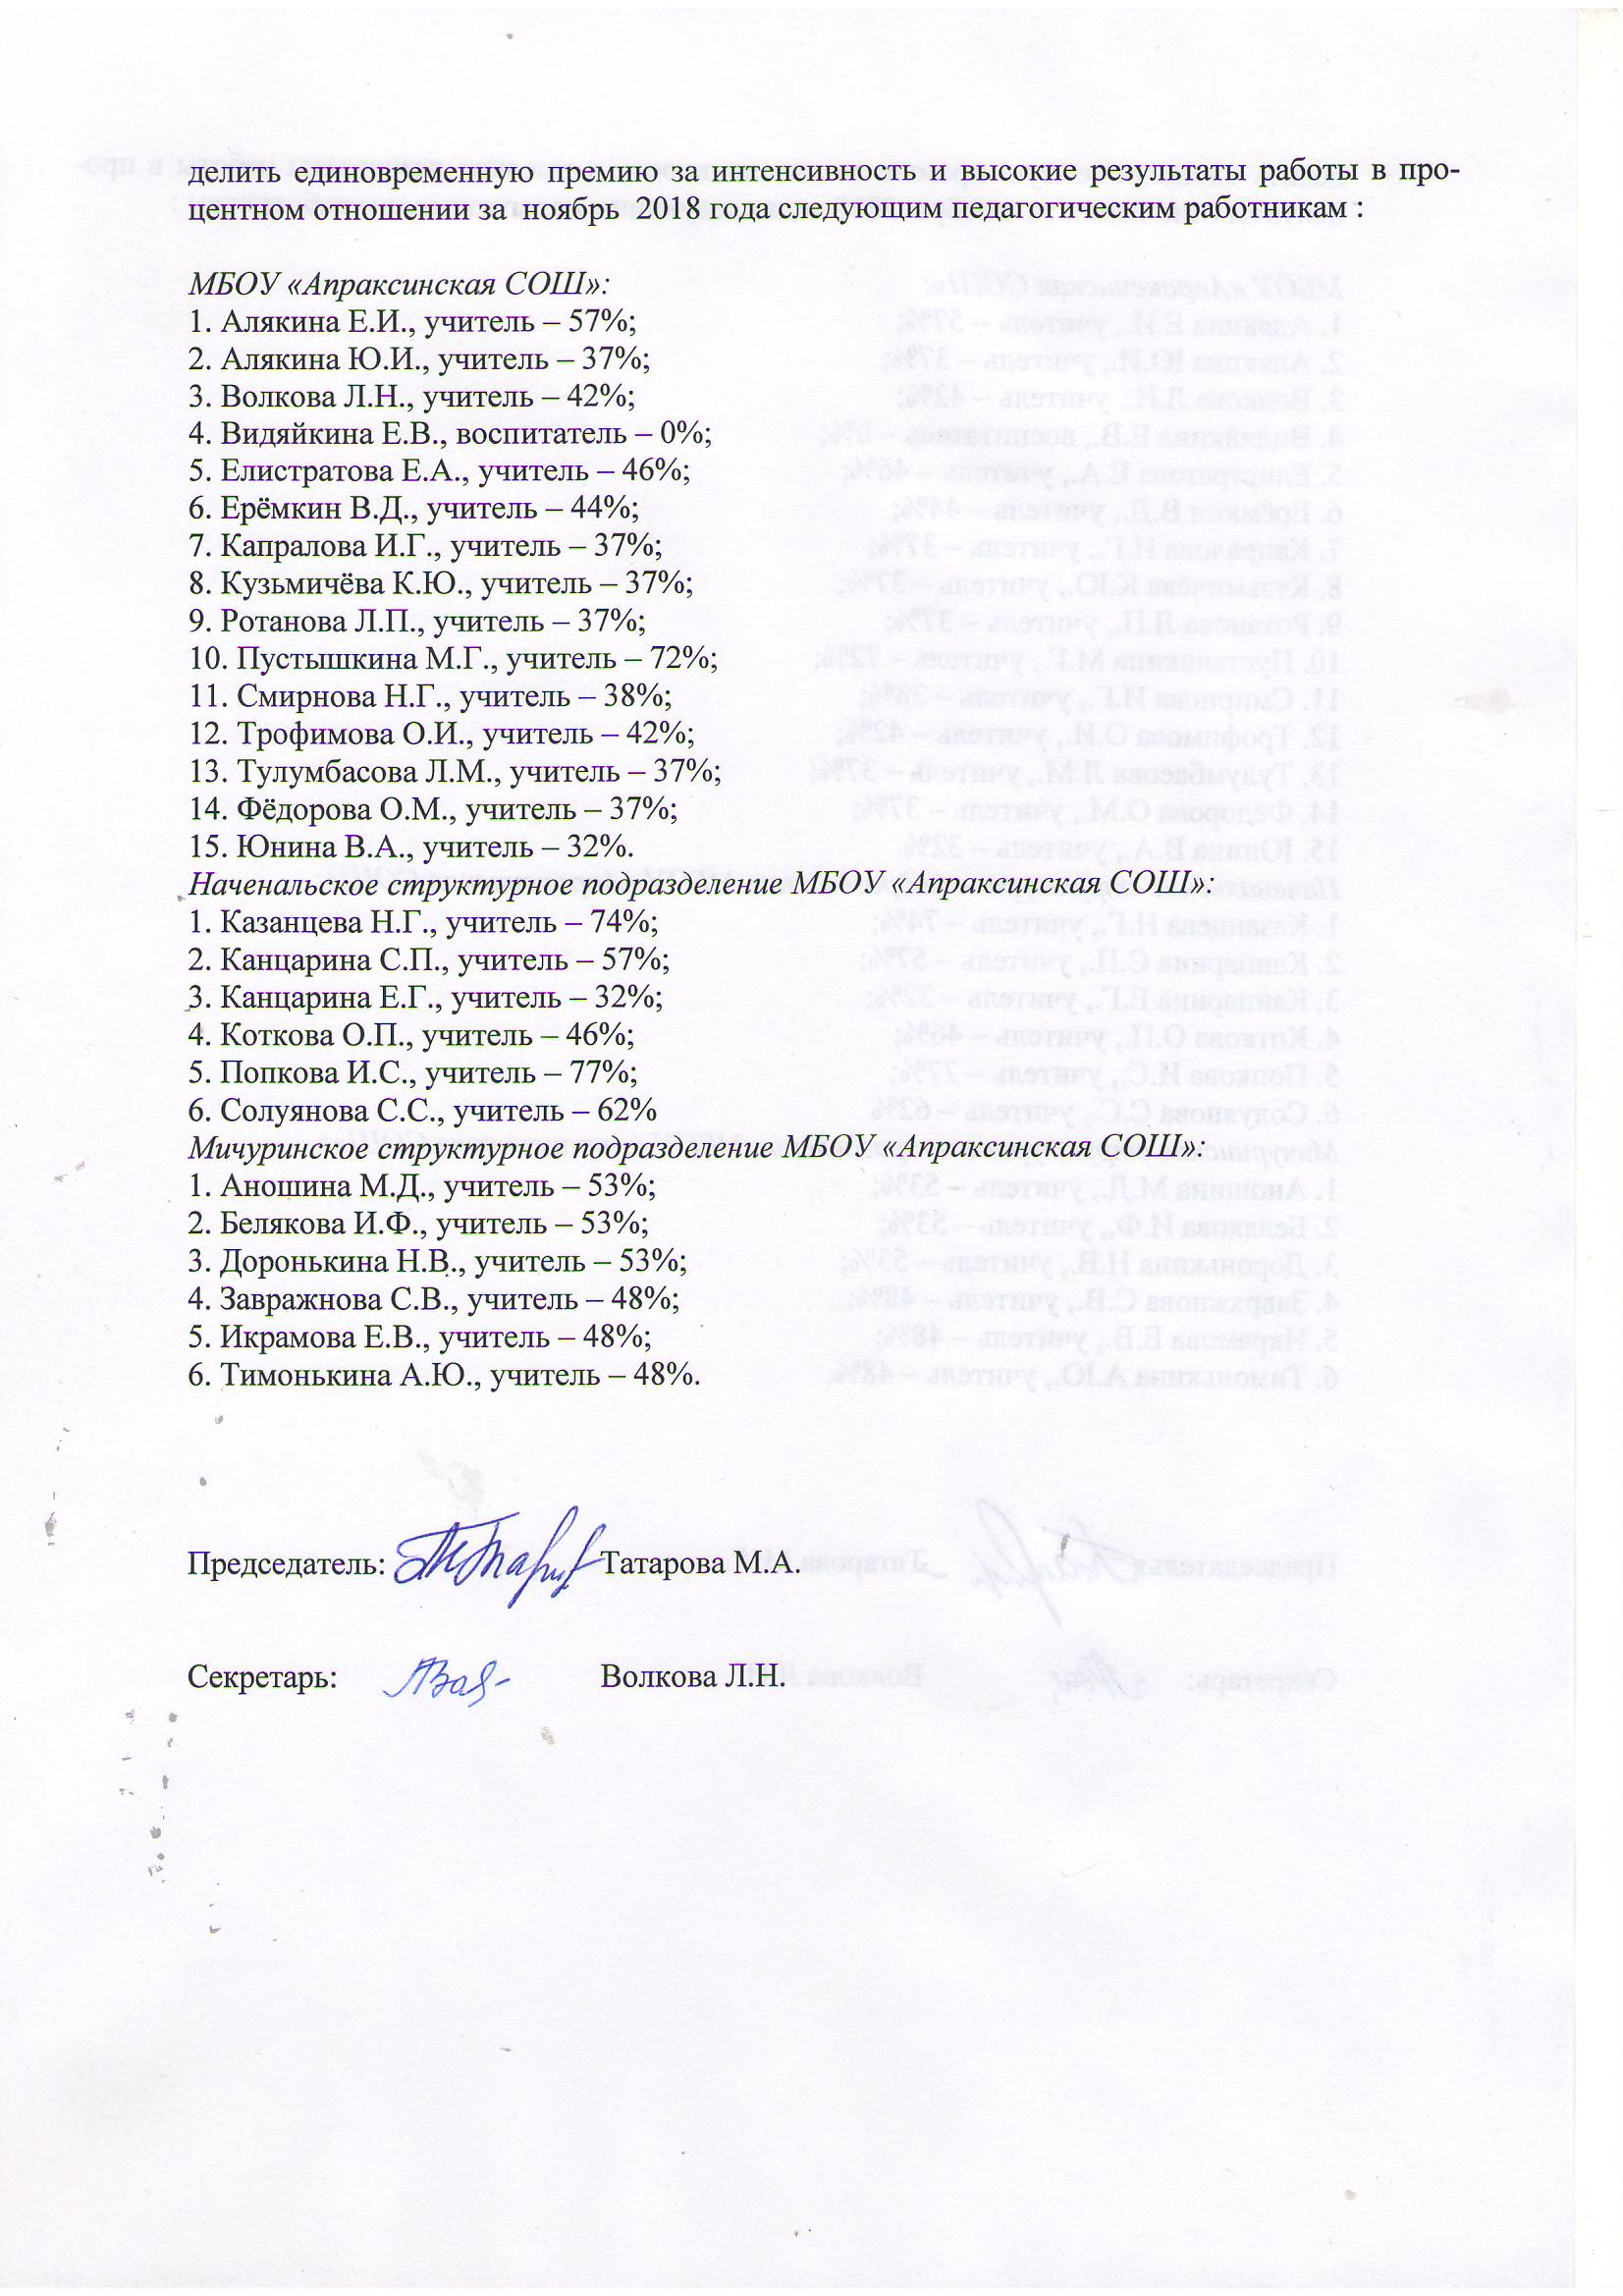 делить единовременную премию за интенсивность и высокие результаты работы в про-
центном отношении за ноябрь 2018 года следующим педагогическим работникам :
МБОУ «Апраксинская СОШ»:
1. Алякина Е.И., учитель – 57%;
2. Алякина Ю.И., учитель – 37%;
3. Волкова Л.Н., учитель – 42%;
4. Видяйкина Е.В., воспитатель – 0%;
5. Елистратова Е.А., учитель – 46%;
6. Ерёмкин В.Д., учитель – 44%;
7. Капралова И.Г., учитель – 37%;
8. Кузьмичёва К.Ю., учитель – 37%;
9. Ротанова Л.П., учитель – 37%;
10. Пустышкина М.Г., учитель – 72%;
11. Смирнова Н.Г., учитель – 38%;
12. Трофимова О.И., учитель – 42%;
13. Тулумбасова Л.М., учитель – 37%;
14. Фёдорова О.М., учитель – 37%;
15. Юнина В.А., учитель – 32%.
Наченальское структурное подразделение МБОУ «Апраксинская СОШ»:
1. Казанцева Н.Г., учитель – 74%;
2. Канцарина С.П., учитель – 57%;
3. Канцарина Е.Г., учитель – 32%;
4. Коткова О.П., учитель – 46%;
5. Попкова И.С., учитель – 77%;
6. Солуянова С.С., учитель – 62%
Мичуринское структурное подразделение МБОУ «Апраксинская СОШ»:
1. Аношина М.Д., учитель – 53%;
2. Белякова И.Ф., учитель – 53%;
3. Доронькина Н.В., учитель – 53%;
4. Завражнова С.В., учитель – 48%;
5. Икрамова Е.В., учитель – 48%;
6. Тимонькина А.Ю., учитель – 48%.
Председатель: Татарова М.А.
Секретарь: Волкова Л.Н.